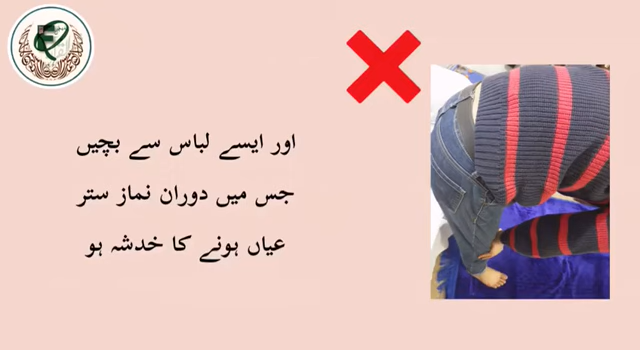 اور ایسے لباس سے بچیں
جس میں دوران نماز ستر
عیاں ہونے کا خدشہ ہو